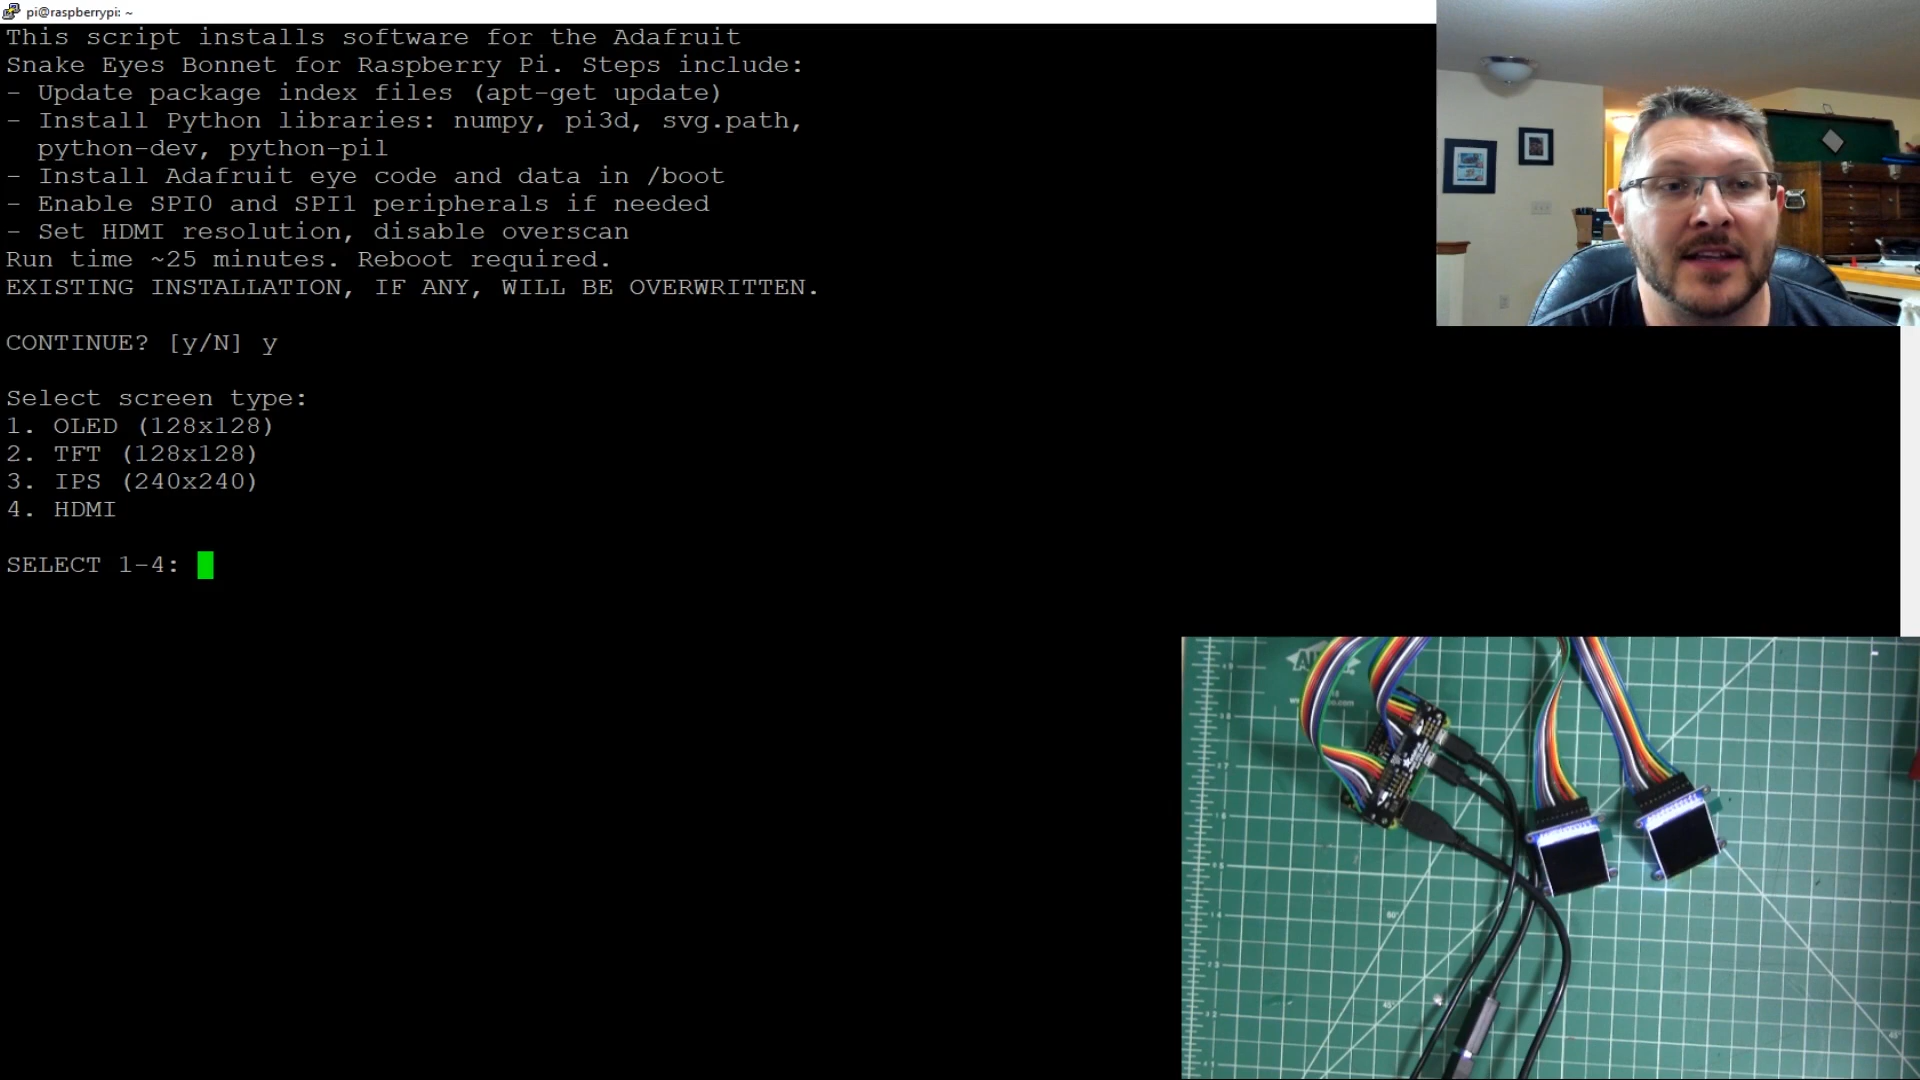 pi@raspberrypi: ~
This script installs software for the Adafruit
Snake Eyes Bonnet for Raspberry Pi. Steps include:
- Update package index files (apt-get update)
- Install Python libraries: numpy, pi3d, svg.path,
python-dev, python-pil
- Install Adafruit eye code and data in /boot
- Enable SPI0 and SPI1 peripherals if needed
- Set HDMI resolution, disable overscan
Run time ~25 minutes. Reboot required.
EXISTING INSTALLATION, IF ANY, WILL BE OVERWRITTEN.
CONTINUE? [y/N] y
Select screen type:
1. OLED (128x128)
2. TFT (128x128)
3. IPS (240x240)
4. HDMI
SELECT 1-4: